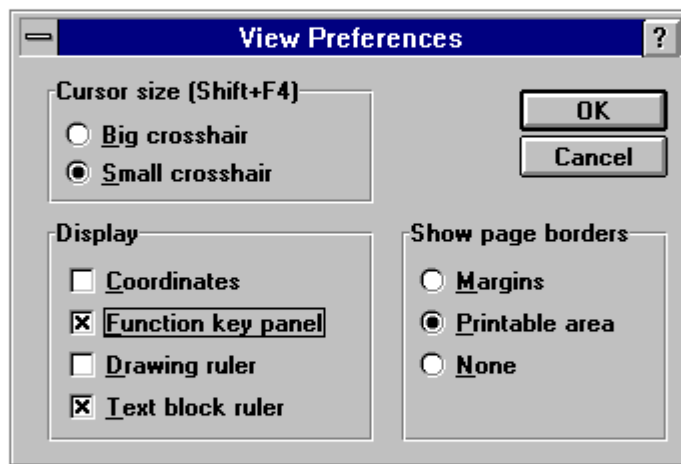 View Preferences ?
Cursor size (Shift+F4)
Big crosshair
Small crosshair
OK
Cancel
Display
Coordinates
Function key panel
Drawing ruler
Text block ruler
Show page borders
Margins
Printable area
None